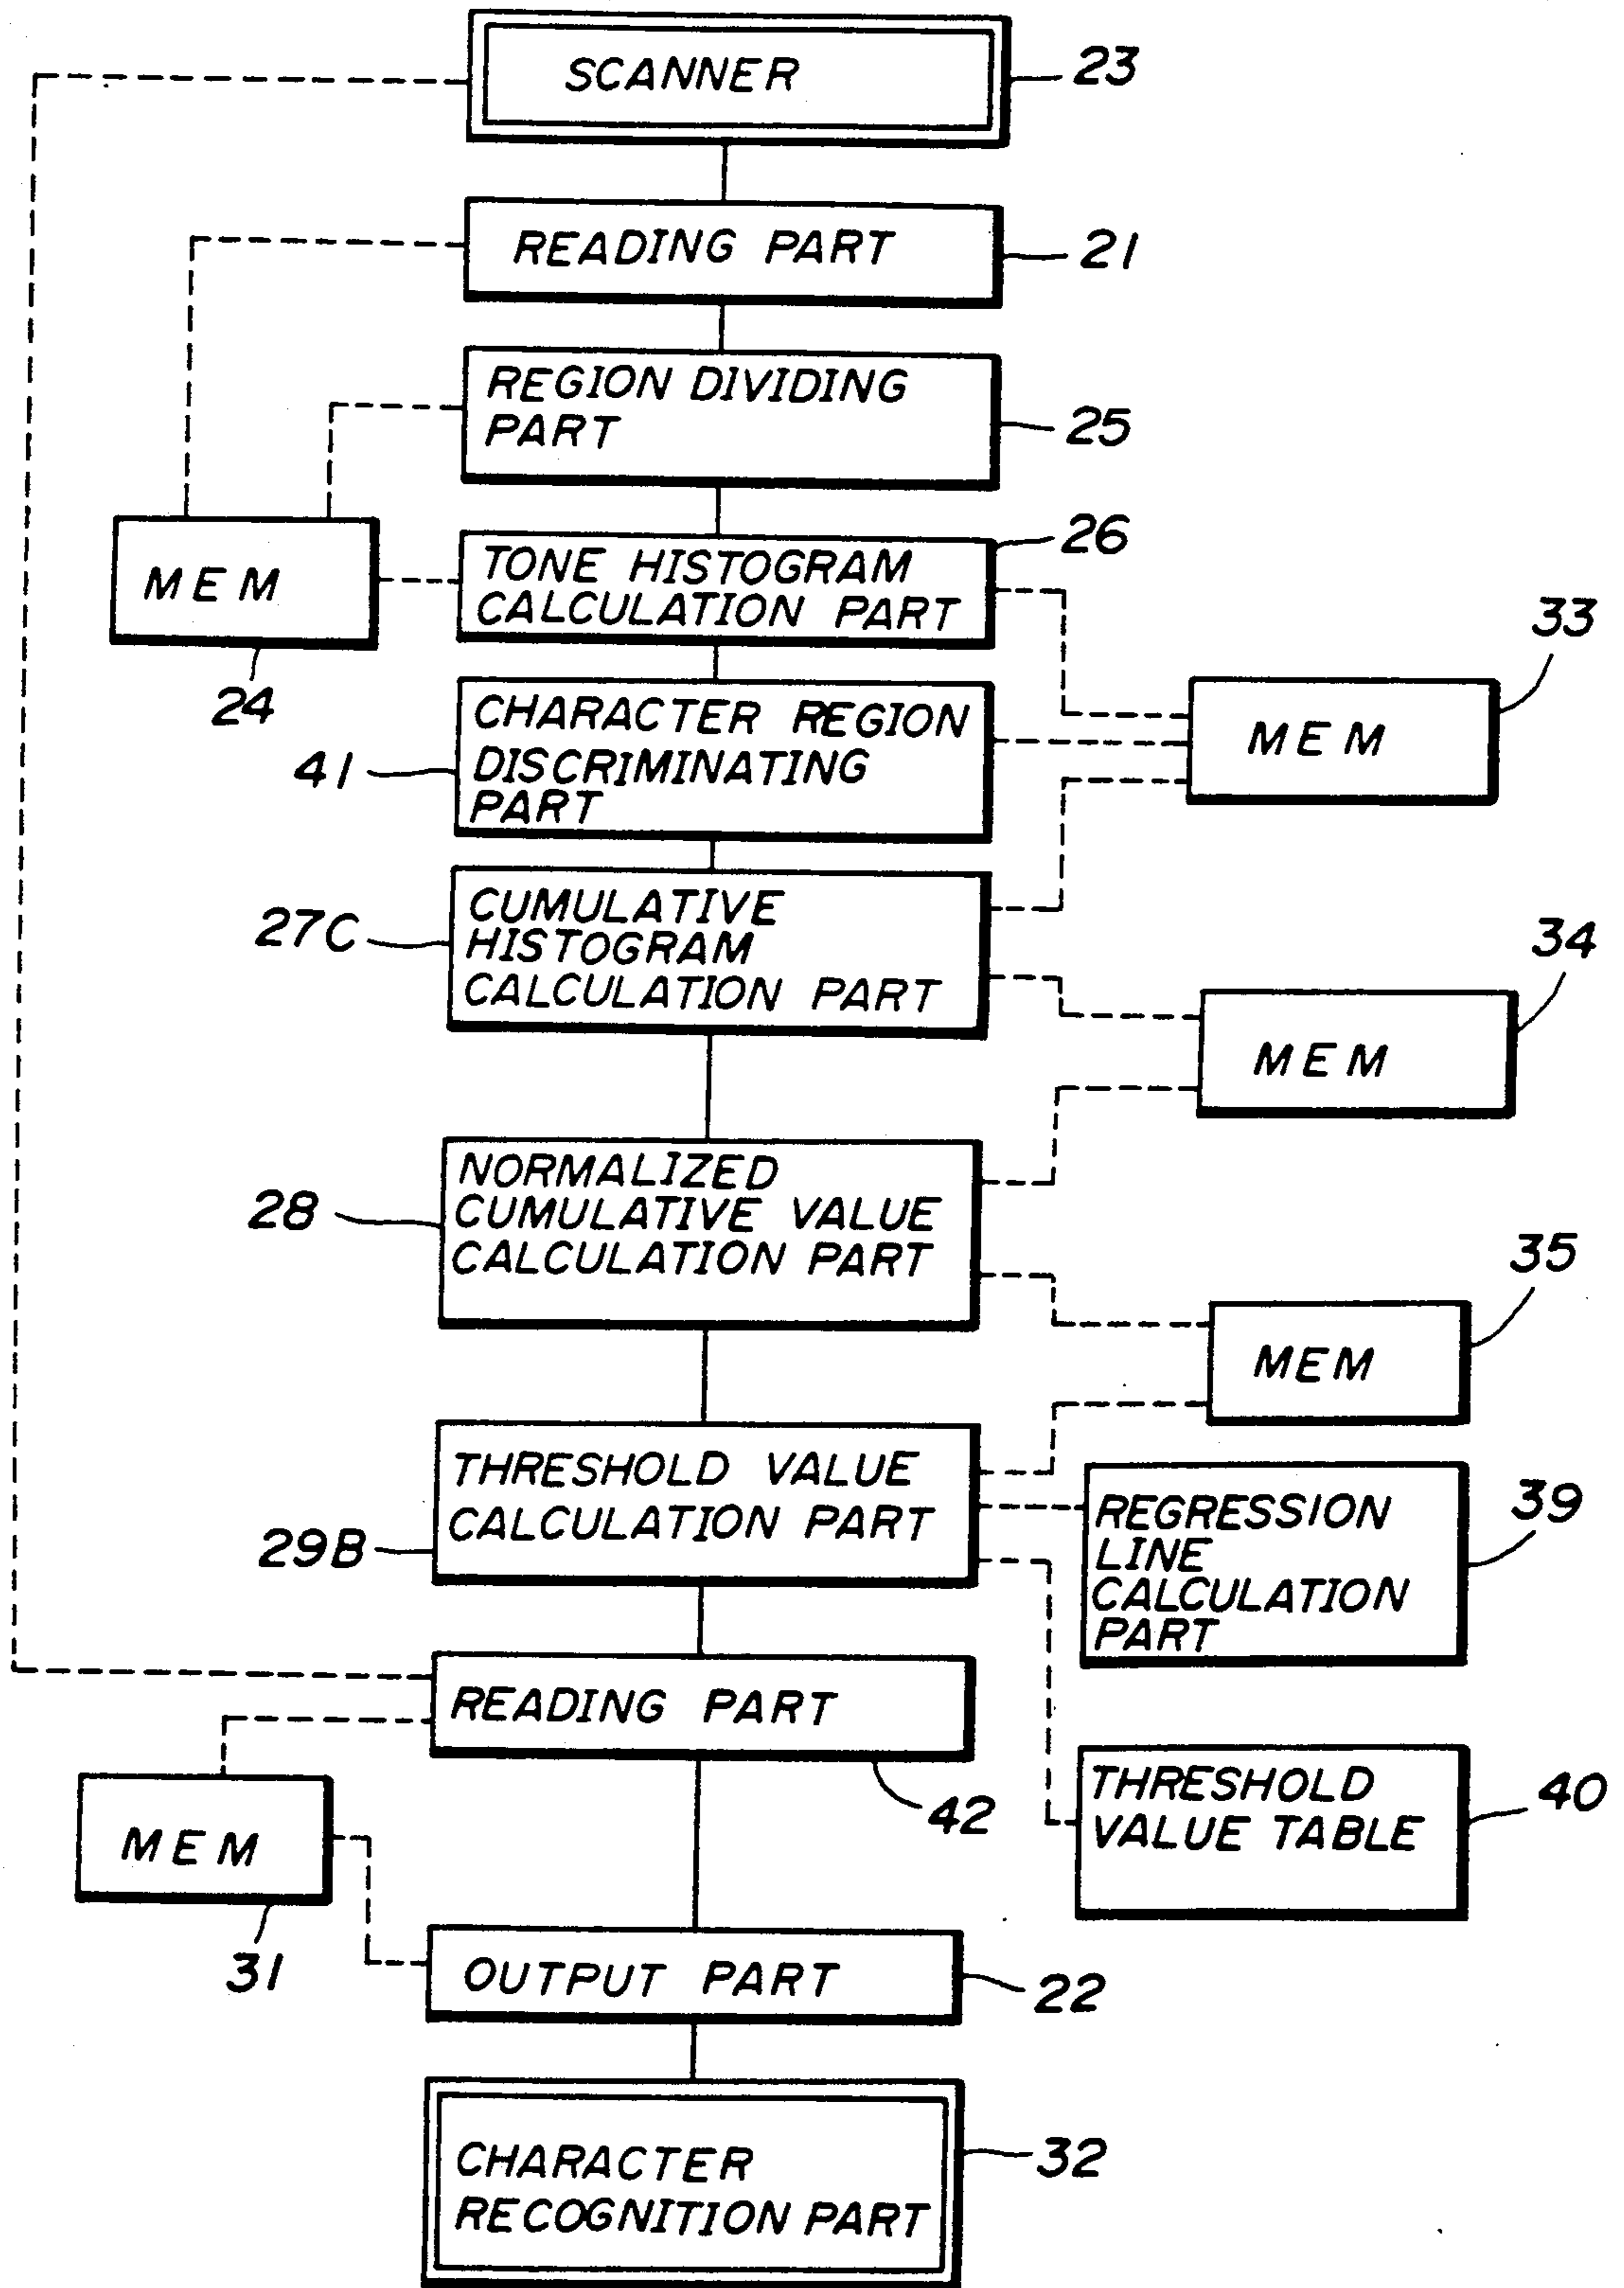 SCANNER
23
READING PART
21
REGION DIVIDING
PART
25
26
TONE HISTOGRAM
CALCULATION PART
MEM
24
33
MEM
CHARACTER REGION
DISCRIMINATING
PART
41
27C
CUMULATIVE
HISTOGRAM
CALCULATION PART
34
MEM
28
NORMALIZED
CUMULATIVE VALUE
CALCULATION PART
35
MEM
THRESHOLD VALUE
CALCULATION PART
29B
39
REGRESSION
LINE
CALCULATION
PART
READING PART
42
THRESHOLD
VALUE TABLE
40
MEM
31
OUTPUT PART
22
CHARACTER
RECOGNITION PART
32